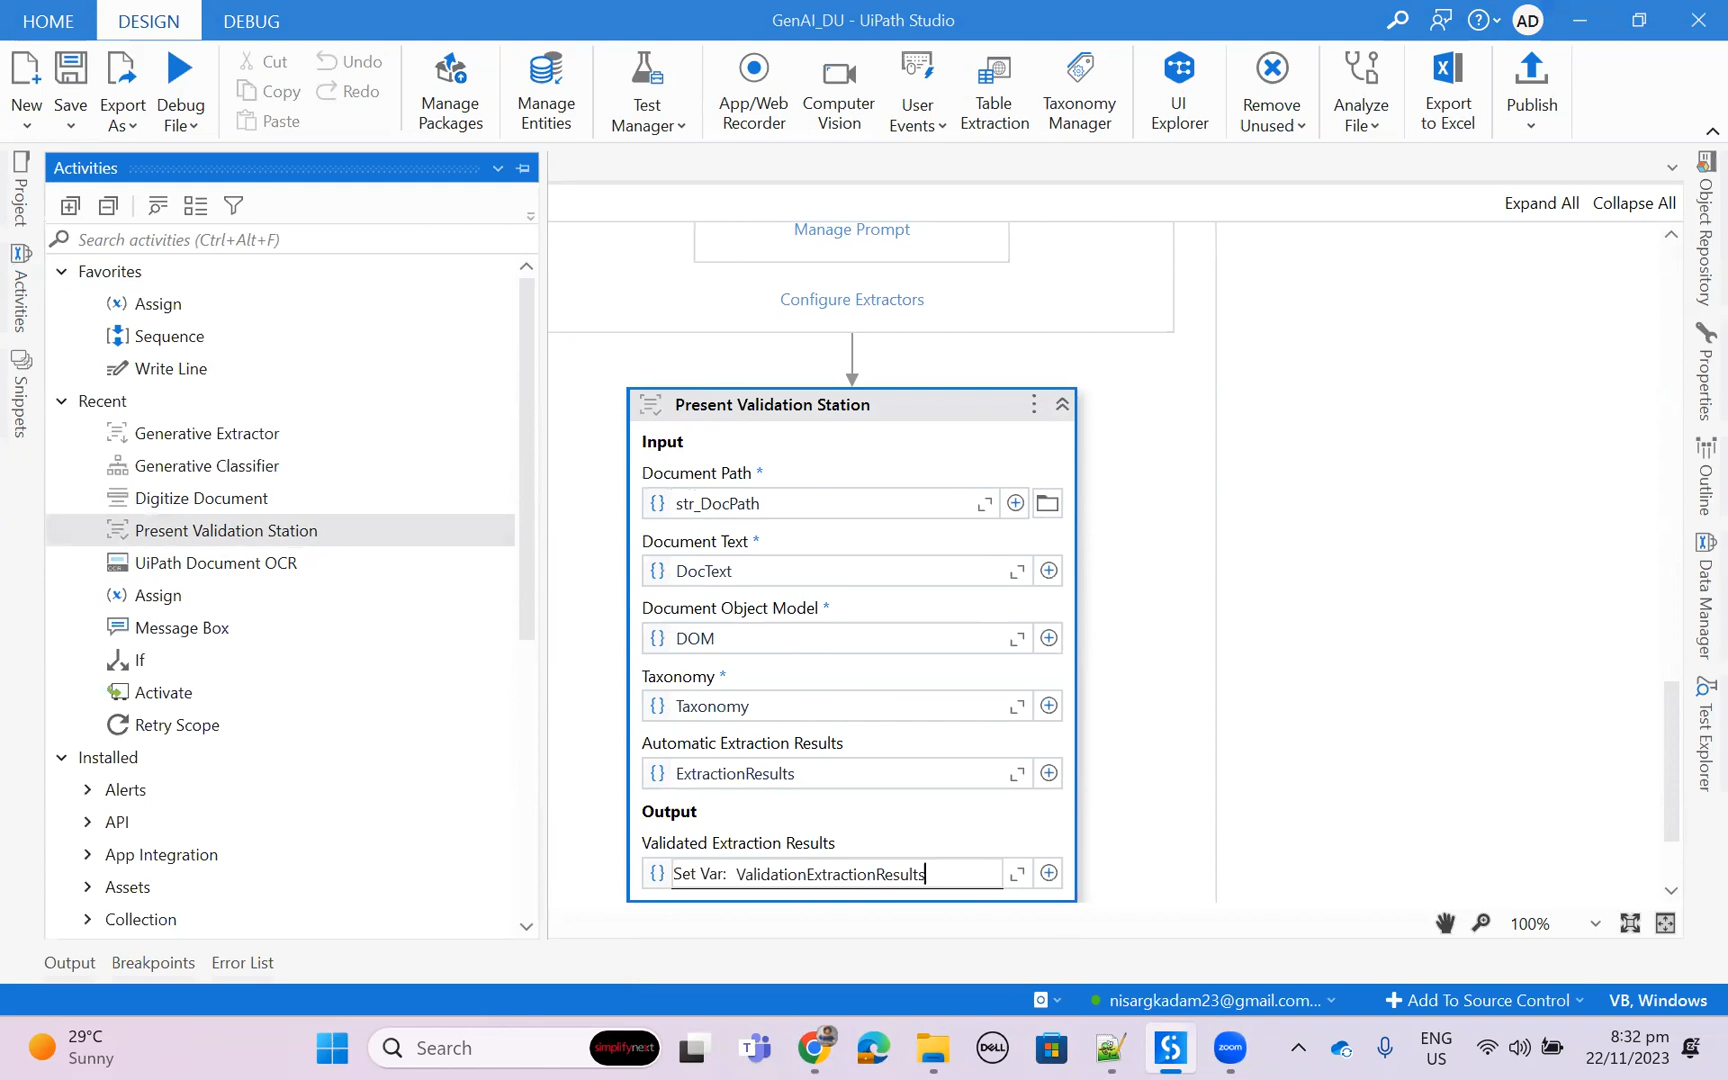 HOME
DESIGN
DEBUG
GenAI_DU - UiPath Studio
AD
New
Save
Export As
Debug File
Cut
Copy
Paste
Undo
Redo
Manage Packages
Manage Entities
Test Manager
App/Web Recorder
Computer Vision
User Events
Table Extraction
Taxonomy Manager
UI Explorer
Remove Unused
Analyze File
Export to Excel
Publish
Project
Activities
Snippets
Activities
Search activities (Ctrl+Alt+F)
Favorites
Assign
Sequence
Write Line
Recent
Generative Extractor
Generative Classifier
Digitize Document
Present Validation Station
UiPath Document OCR
Assign
Message Box
If
Activate
Retry Scope
Installed
Alerts
API
App Integration
Assets
Collection
Expand All
Collapse All
Manage Prompt
Configure Extractors
Present Validation Station
Input
Document Path *
str_DocPath
Document Text *
DocText
Document Object Model *
DOM
Taxonomy *
Taxonomy
Automatic Extraction Results
ExtractionResults
Output
Validated Extraction Results
Set Var: ValidationExtractionResults
100%
Object Repository
Properties
Outline
Data Manager
Test Explorer
Output
Breakpoints
Error List
nisargkadam23@gmail.com...
Add To Source Control
VB, Windows
29°C
Sunny
Search
simplifynext
DELL
zoom
ENG
US
8:32 pm
22/11/2023